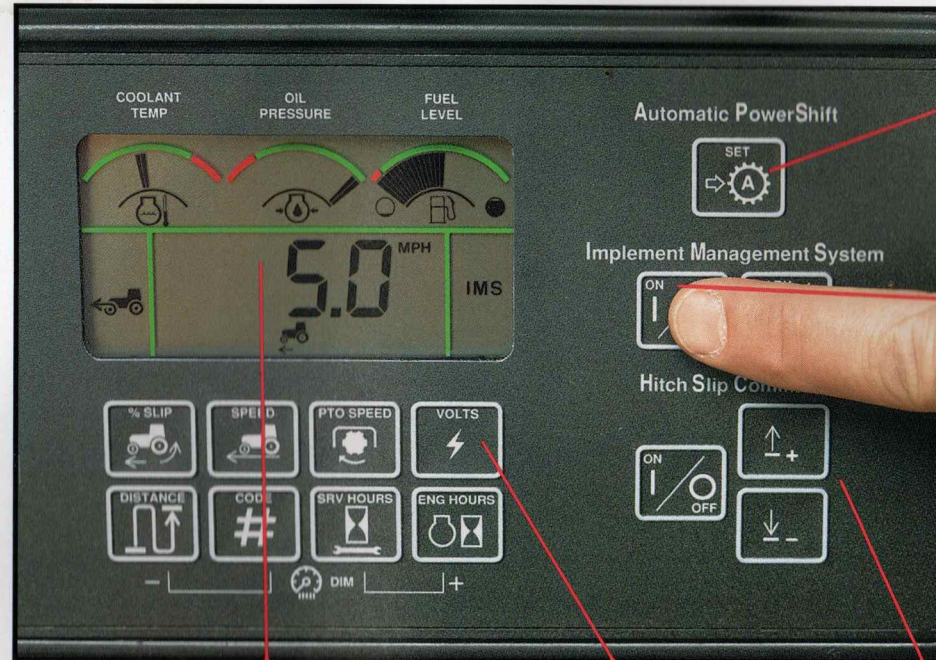 COOLANT
TEMP
OIL
PRESSURE
FUEL
LEVEL
5.0 MPH
IMS
Automatic PowerShift
SET
A
Implement Management System
ON
Hitch Slip
ON
OFF
+
-
% SLIP
SPEED
PTO SPEED
VOLTS
DISTANCE
CODE
#
SRV HOURS
ENG HOURS
- DIM +